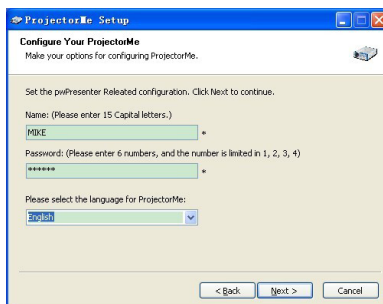 ProjectorMe Setup
Configure Your ProjectorMe
Make your options for configuring ProjectorMe.
Set the pwPresenter Releated configuration. Click Next to continue.
Name: (Please enter 15 Capital letters.)
MIKE *
Password: (Please enter 6 numbers, and the number is limited in 1, 2, 3, 4)
****** *
Please select the language for ProjectorMe:
English
< Back Next > Cancel